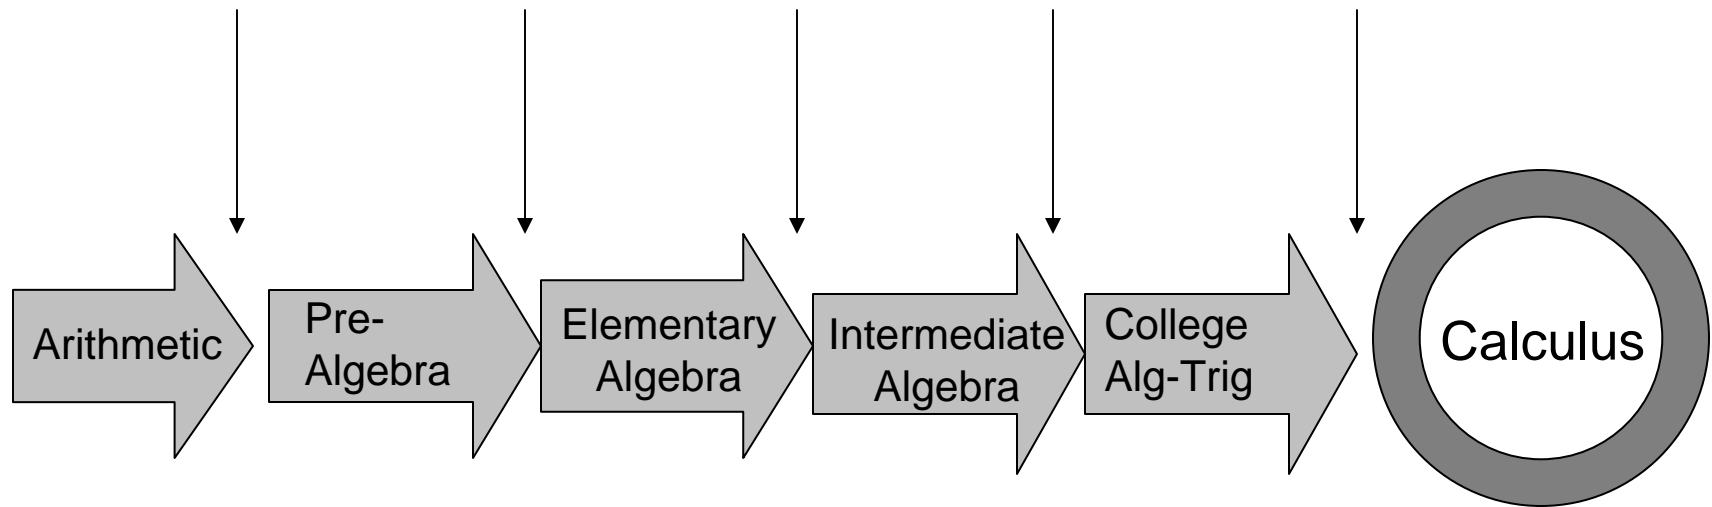 Arithmetic
Pre-
Algebra
Elementary
Algebra
Intermediate
Algebra
College
Alg-Trig
Calculus